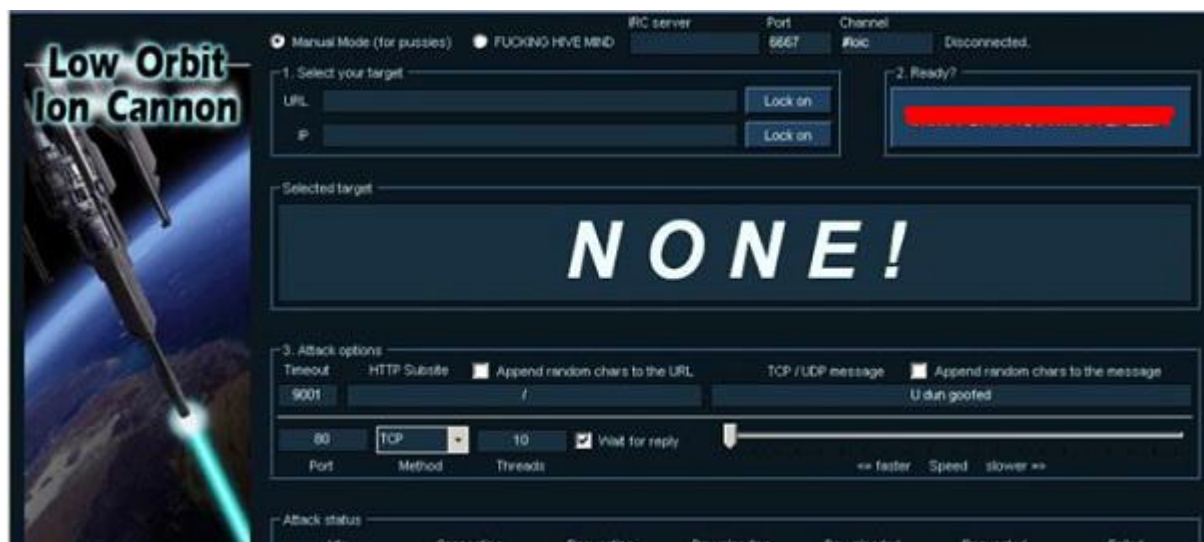 Low Orbit
Ion Cannon
Manual Mode (for pussies)
FUCKING HIVE MIND
IRC server
Port
6667
Channel
#loic
Disconnected.
1. Select your target
URL
Lock on
IP
Lock on
2. Ready?
Selected target
NONE!
3. Attack options
Timeout
HTTP Subsite
Append random chars to the URL
TCP / UDP message
Append random chars to the message
9001
/
U dun goofed
80
TCP
10
Wait for reply
Port
Method
Threads
<= faster
Speed
slower =>
Attack status